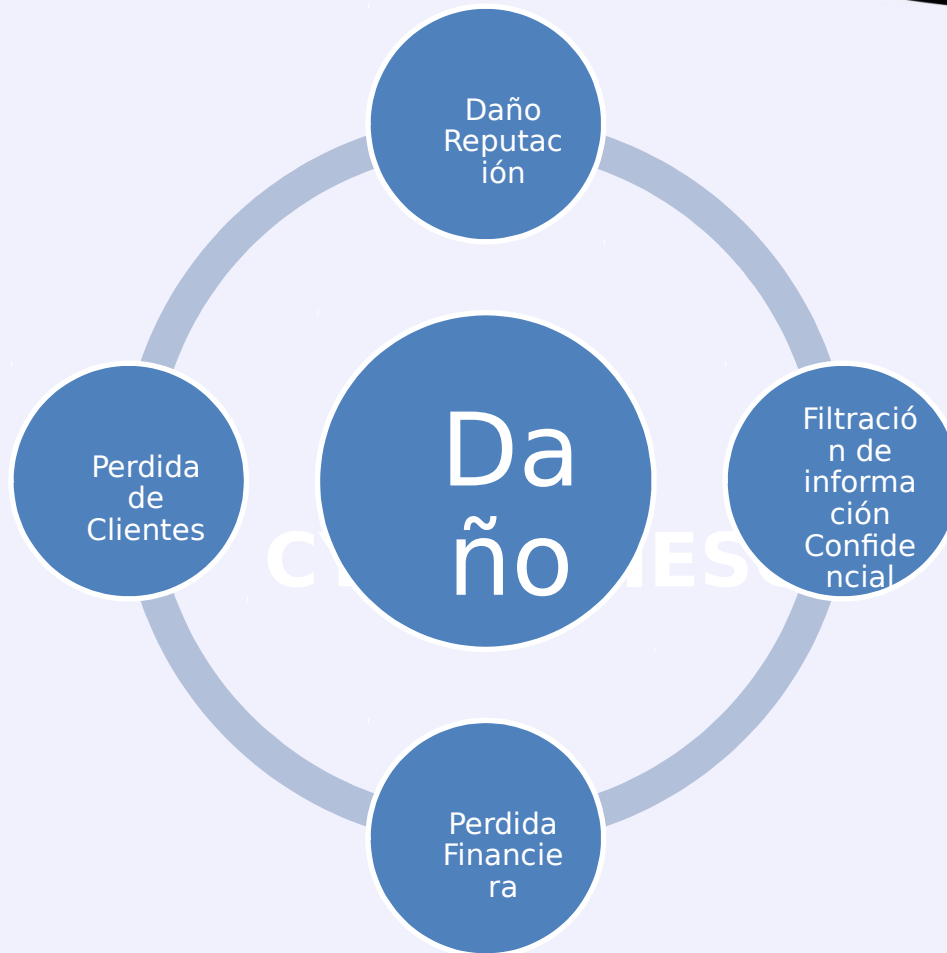 Daño
Reputac
ión
Perdida
de
Clientes
Da
ño
Filtració
n de
informa
ción
Confide
ncial
Perdida
Financie
ra